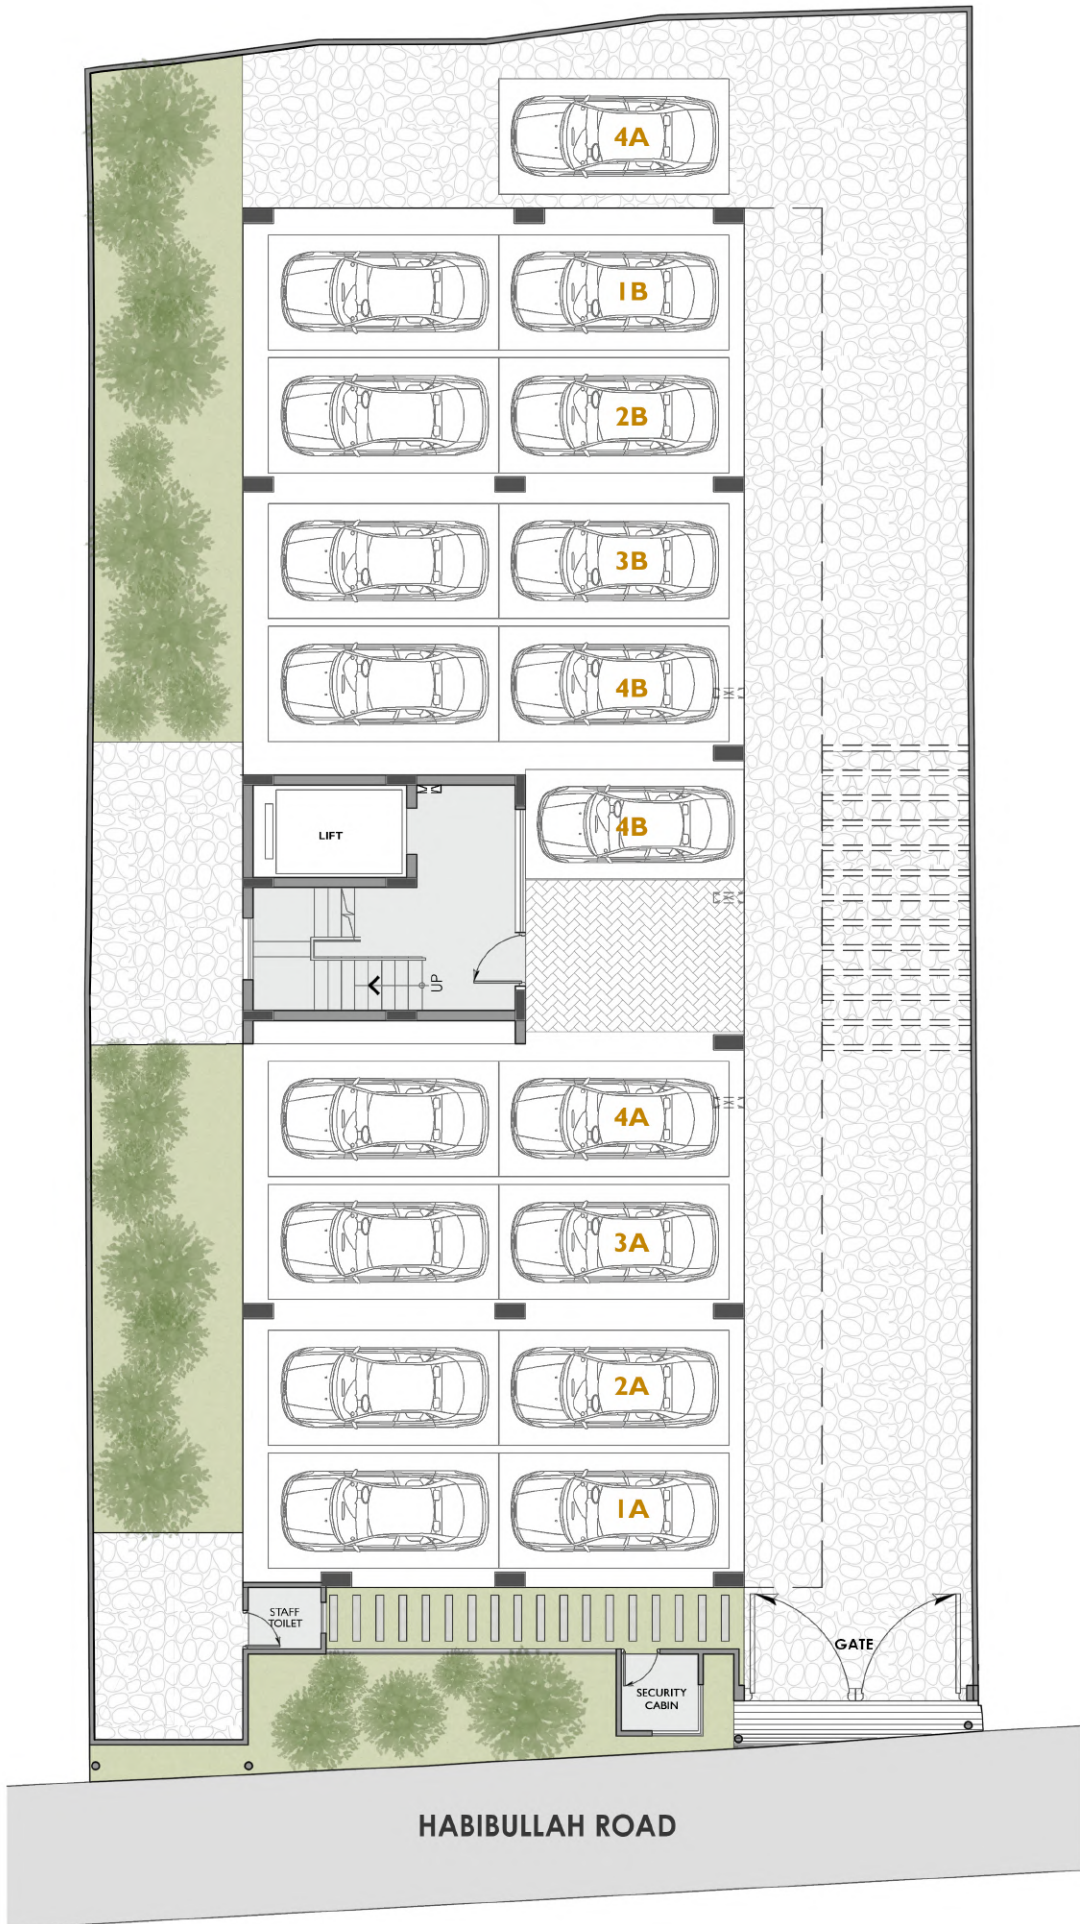 4A
1B
2B
3B
4B
4B
LIFT
UP
4A
3A
2A
1A
STAFF
TOILET
GATE
SECURITY
CABIN
HABIBULLAH ROAD